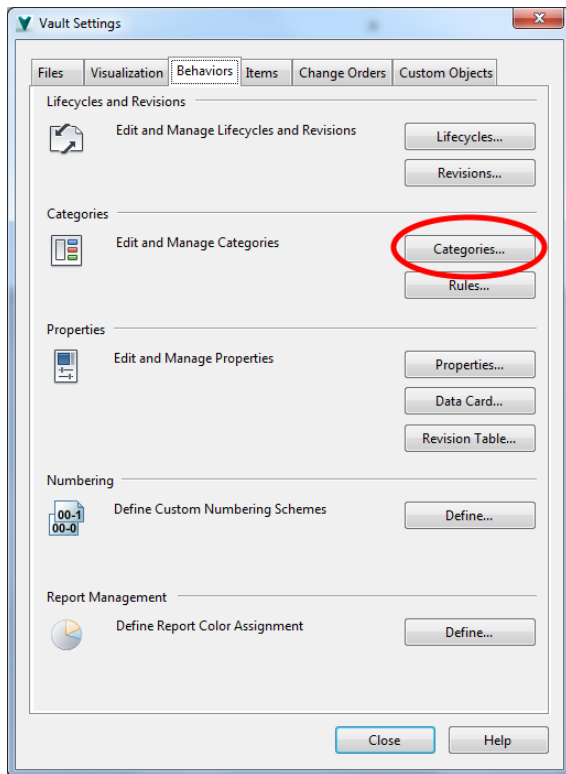 Vault Settings
Files Visualization Behaviors Items Change Orders Custom Objects
Lifecycles and Revisions
Edit and Manage Lifecycles and Revisions
Lifecycles...
Revisions...
Categories
Edit and Manage Categories
Categories...
Rules...
Properties
Edit and Manage Properties
Properties...
Data Card...
Revision Table...
Numbering
00-1
00-0
Define Custom Numbering Schemes
Define...
Report Management
Define Report Color Assignment
Define...
Close Help